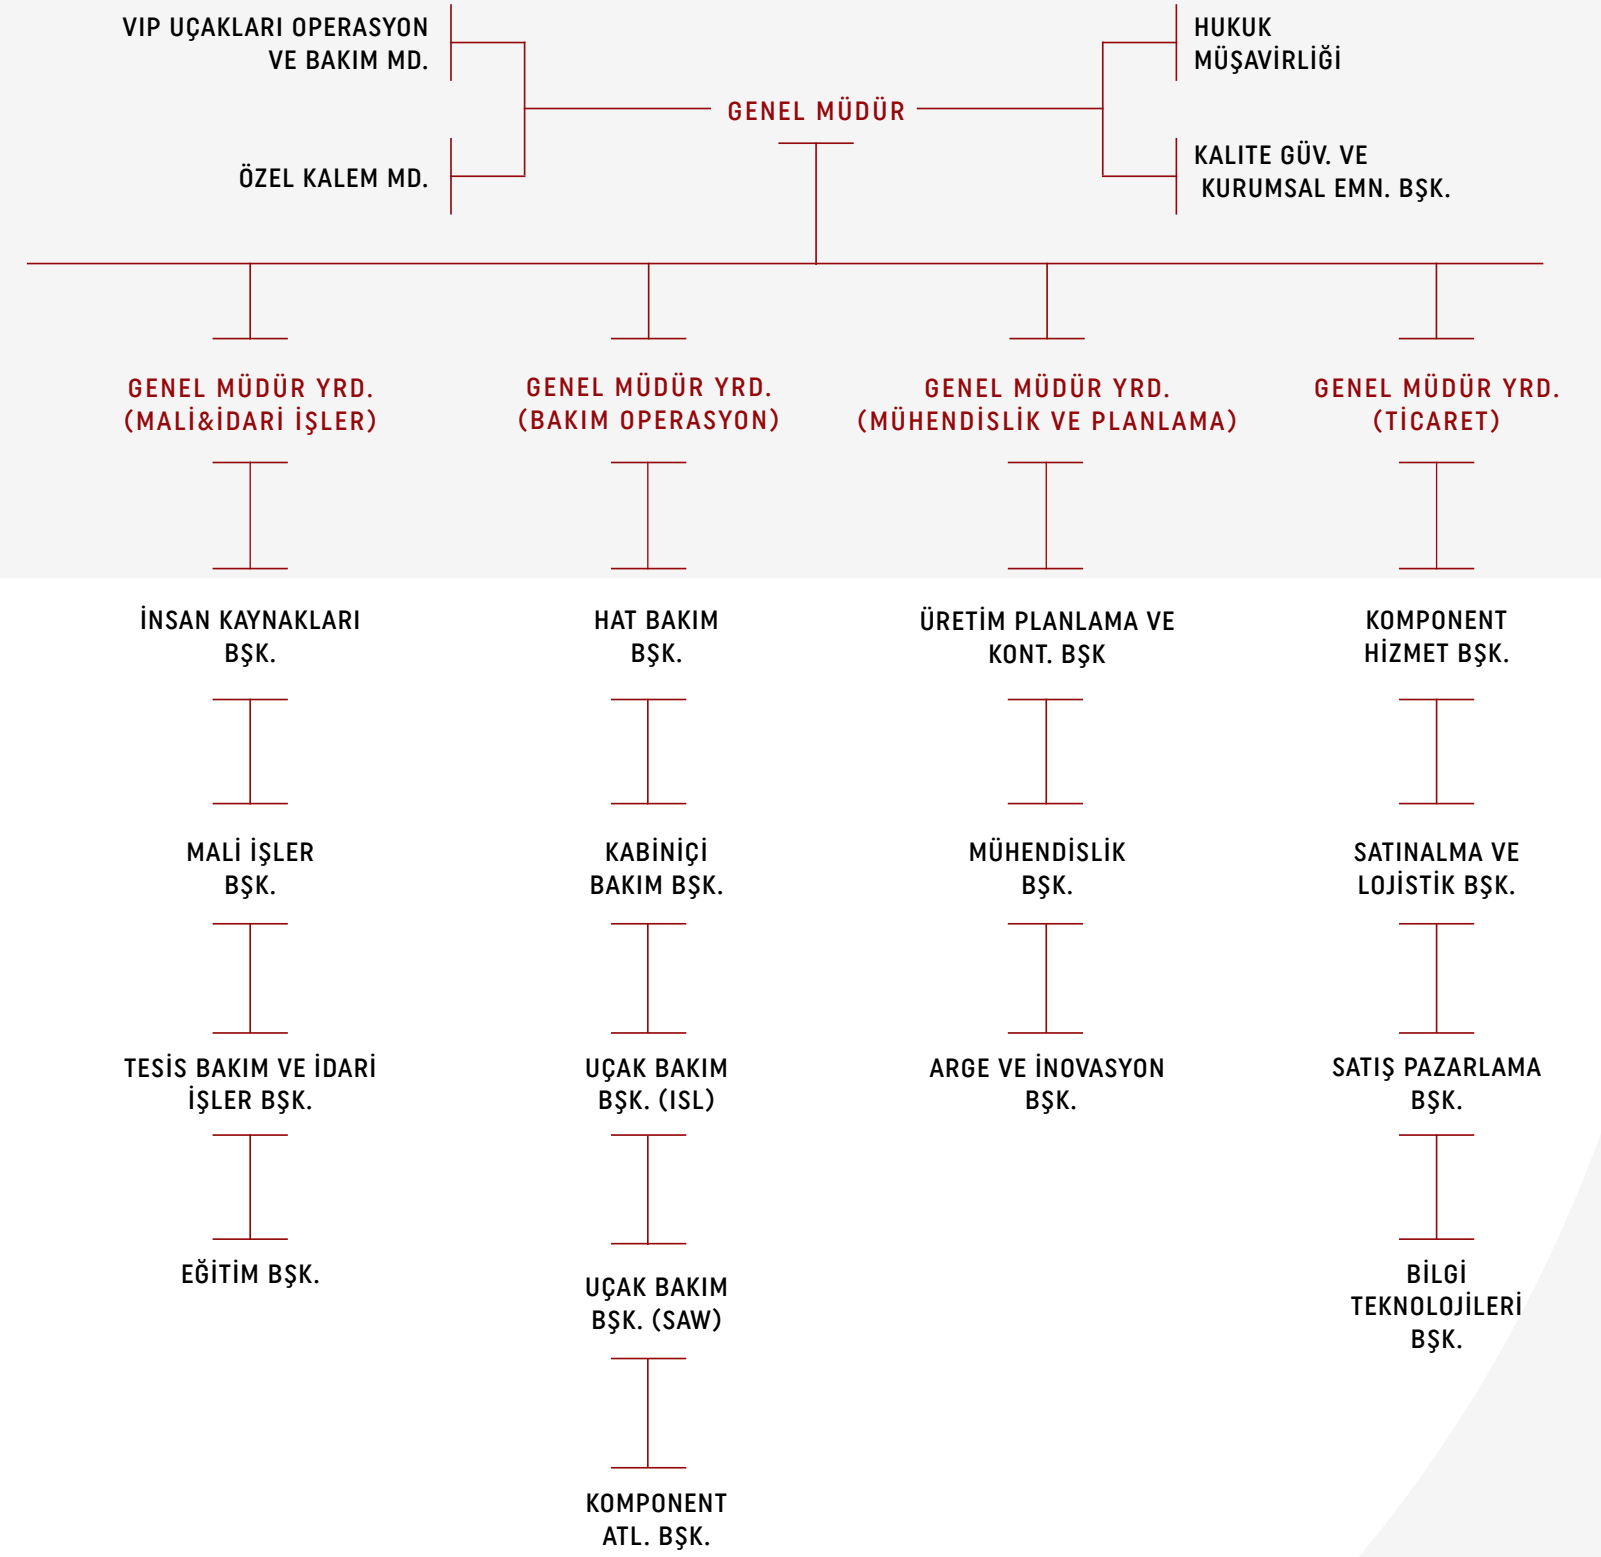 VIP UÇAKLARI OPERASYON
VE BAKIM MD.
HUKUK
MÜŞAVİRLİĞİ
GENEL MÜDÜR
ÖZEL KALEM MD.
KALITE GÜV. VE
KURUMSAL EMN. BŞK.
GENEL MÜDÜR YRD.
(MALİ&İDARİ İŞLER)
GENEL MÜDÜR YRD.
(BAKIM OPERASYON)
GENEL MÜDÜR YRD.
(MÜHENDİSLİK VE PLANLAMA)
GENEL MÜDÜR YRD.
(TİCARET)
İNSAN KAYNAKLARI
BŞK.
HAT BAKIM
BŞK.
ÜRETİM PLANLAMA VE
KONT. BŞK
KOMPONENT
HİZMET BŞK.
MALİ İŞLER
BŞK.
KABİNİÇİ
BAKIM BŞK.
MÜHENDİSLİK
BŞK.
SATINALMA VE
LOJİSTİK BŞK.
TESİS BAKIM VE İDARİ
İŞLER BŞK.
UÇAK BAKIM
BŞK. (ISL)
ARGE VE İNOVASYON
BŞK.
SATIŞ PAZARLAMA
BŞK.
EĞİTİM BŞK.
UÇAK BAKIM
BŞK. (SAW)
BİLGİ
TEKNOLOJİLERİ
BŞK.
KOMPONENT
ATL. BŞK.